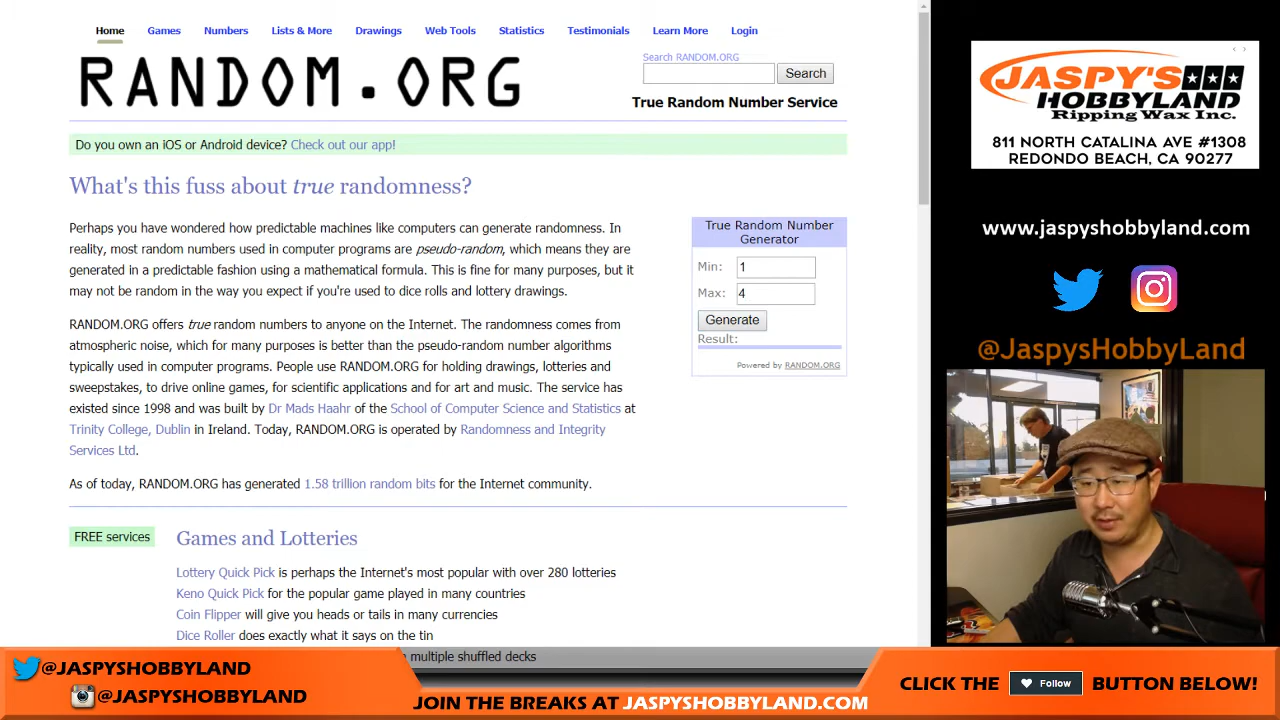 Home Games Numbers Lists & More Drawings Web Tools Statistics Testimonials Learn More Login
RANDOM.ORG
Search RANDOM.ORG
Search
True Random Number Service
Do you own an iOS or Android device? Check out our app!
What's this fuss about true randomness?
Perhaps you have wondered how predictable machines like computers can generate randomness. In
reality, most random numbers used in computer programs are pseudo-random, which means they are
generated in a predictable fashion using a mathematical formula. This is fine for many purposes, but it
may not be random in the way you expect if you're used to dice rolls and lottery drawings.
RANDOM.ORG offers true random numbers to anyone on the Internet. The randomness comes from
atmospheric noise, which for many purposes is better than the pseudo-random number algorithms
typically used in computer programs. People use RANDOM.ORG for holding drawings, lotteries and
sweepstakes, to drive online games, for scientific applications and for art and music. The service has
existed since 1998 and was built by Dr Mads Haahr of the School of Computer Science and Statistics at
Trinity College, Dublin in Ireland. Today, RANDOM.ORG is operated by Randomness and Integrity
Services Ltd.
As of today, RANDOM.ORG has generated 1.58 trillion random bits for the Internet community.
True Random Number
Generator
Min: 1
Max: 4
Generate
Result:
Powered by RANDOM.ORG
FREE services
Games and Lotteries
Lottery Quick Pick is perhaps the Internet's most popular with over 280 lotteries
Keno Quick Pick for the popular game played in many countries
Coin Flipper will give you heads or tails in many currencies
Dice Roller does exactly what it says on the tin
multiple shuffled decks
JASPY'S
HOBBYLAND
Ripping Wax Inc.
811 NORTH CATALINA AVE #1308
REDONDO BEACH, CA 90277
www.jaspyshobbyland.com
@JaspysHobbyLand
@JASPYSHOBBYLAND
@JASPYSHOBBYLAND
JOIN THE BREAKS AT JASPYSHOBBYLAND.COM
CLICK THE Follow BUTTON BELOW!